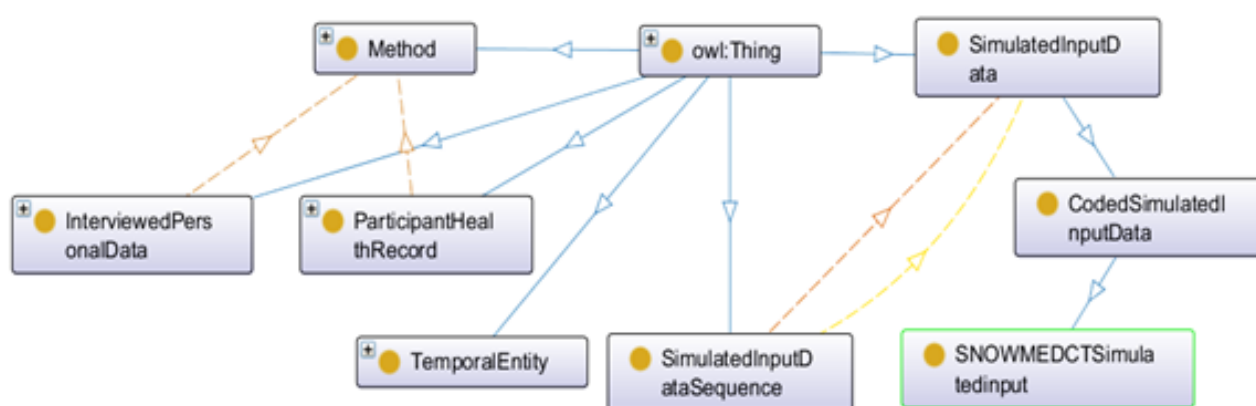 Method
owl:Thing
SimulatedInputD
ata
InterviewedPers
onalData
ParticipantHeal
thRecord
CodedSimulatedI
nputData
TemporalEntity
SimulatedInputD
ataSequence
SNOWMEDCTSimula
tedinput